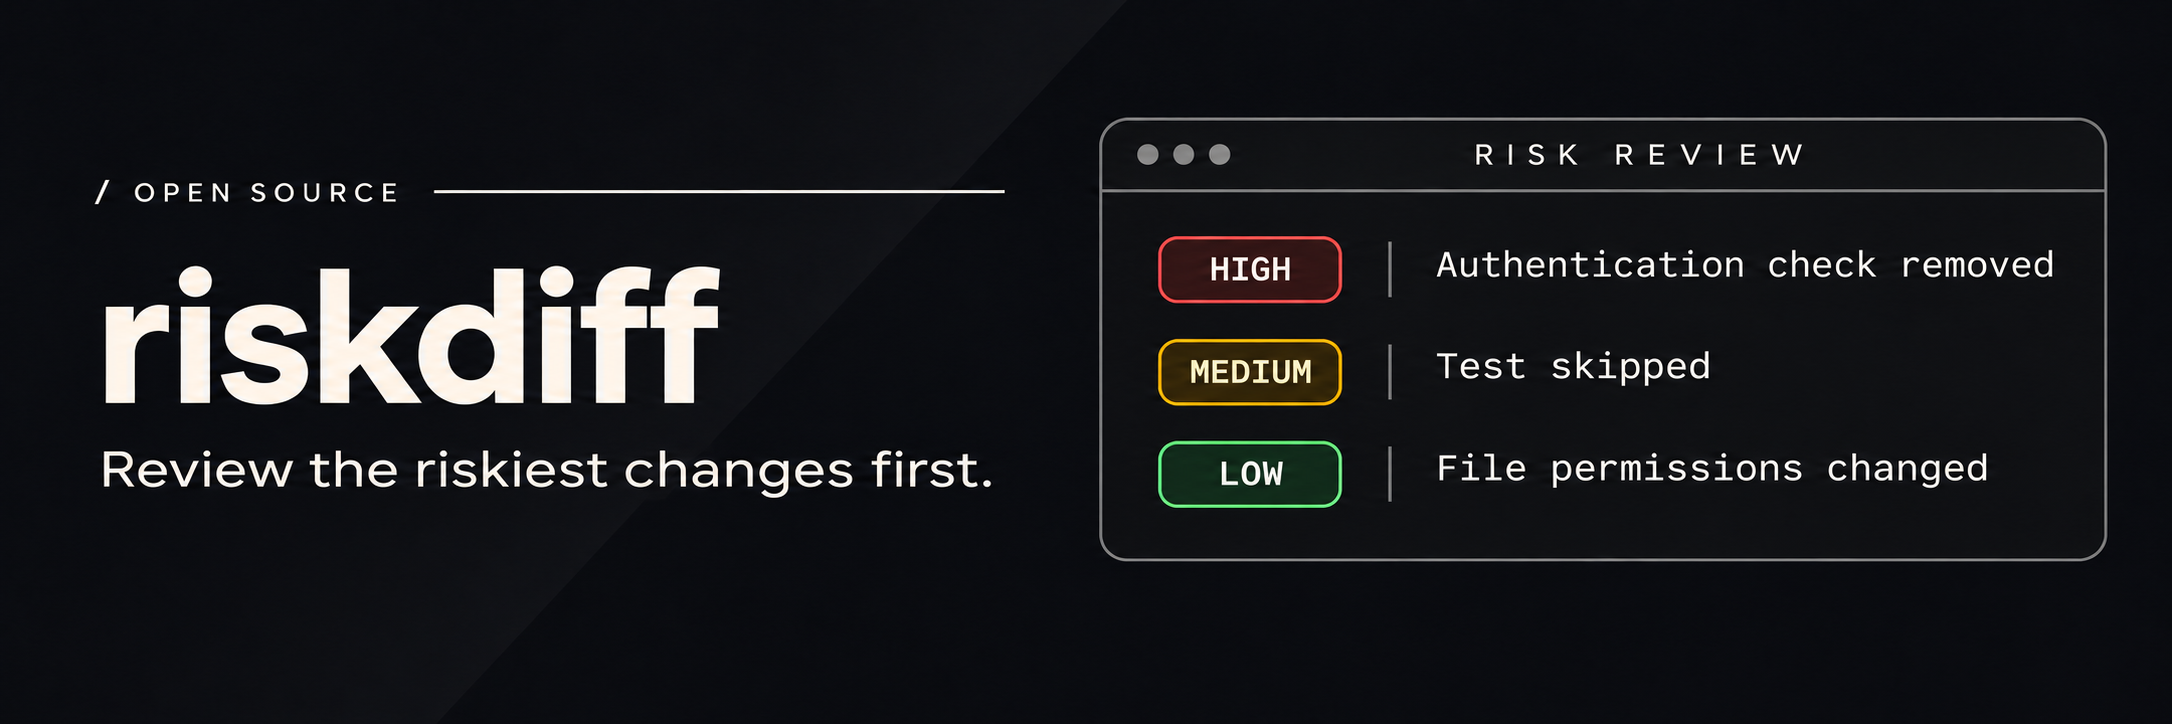 / OPEN SOURCE
riskdiff
Review the riskiest changes first.
RISK REVIEW
HIGH | Authentication check removed
MEDIUM | Test skipped
LOW | File permissions changed